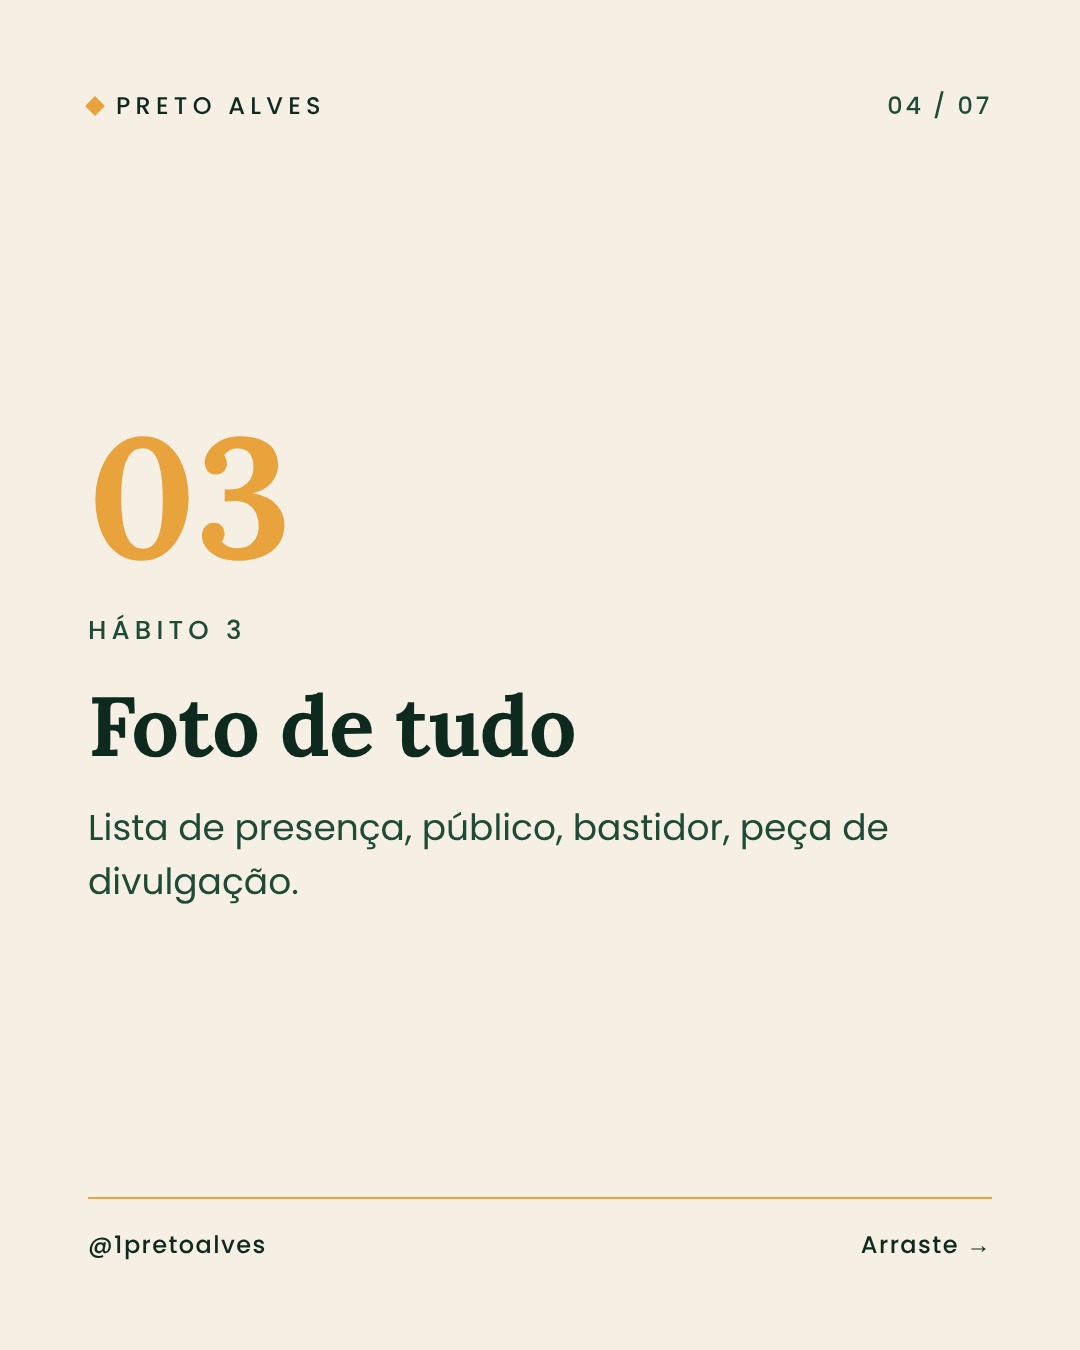 PRETO ALVES
04 / 07
03
HÁBITO 3
Foto de tudo
Lista de presença, público, bastidor, peça de
divulgação.
@1pretoalves
Arraste →